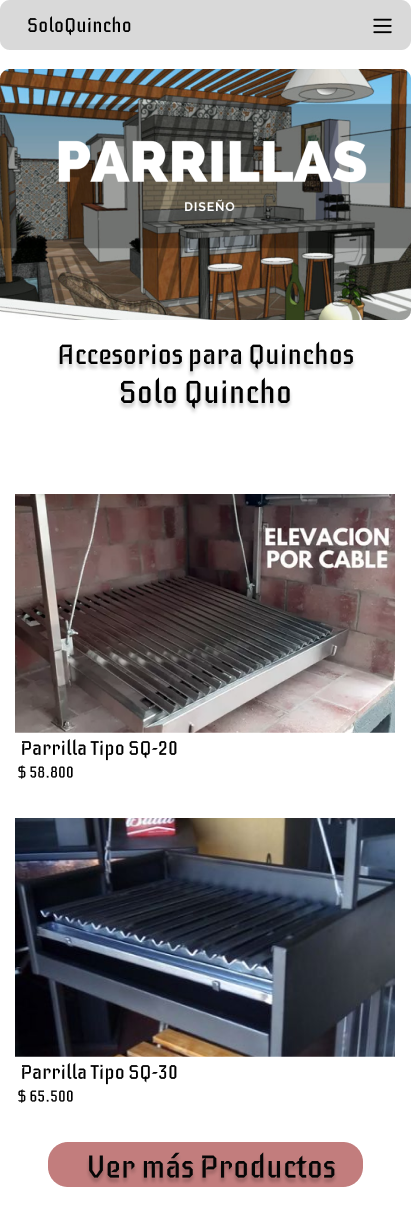 SoloQuincho
PARRILLAS
DISEÑO
Accesorios para Quinchos
Solo Quincho
ELEVACION
POR CABLE
Parrilla Tipo SQ-20
$ 58.800
Parrilla Tipo SQ-30
$ 65.500
Ver más Productos